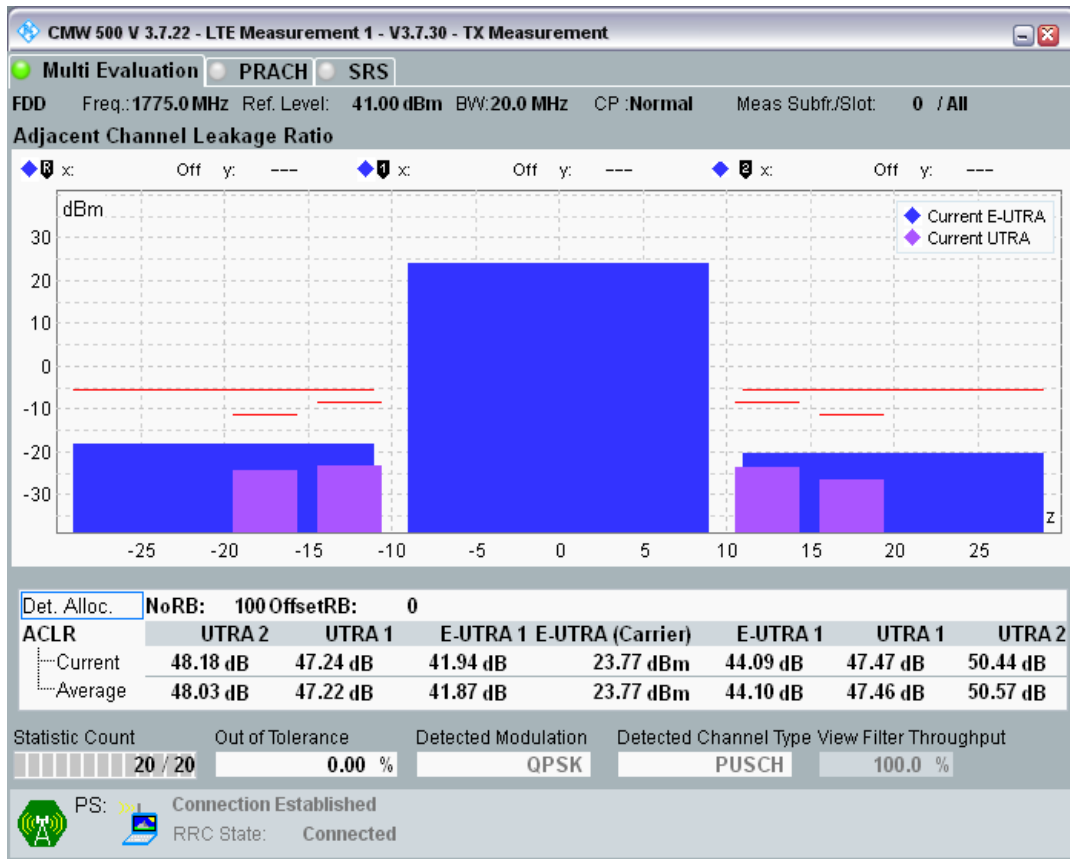 CMW 500 V 3.7.22 - LTE Measurement 1 - V3.7.30 - TX Measurement
Multi Evaluation PRACH SRS
FDD Freq.: 1775.0 MHz Ref. Level: 41.00 dBm BW: 20.0 MHz CP : Normal Meas Subfr./Slot: 0 / All
Adjacent Channel Leakage Ratio
R x: Off y: --- 1 x: Off y: --- 2 x: Off y: ---
dBm
Current E-UTRA
Current UTRA
30
20
10
0
-10
-20
-30
z
-25 -20 -15 -10 -5 0 5 10 15 20 25
Det. Alloc. NoRB: 100 OffsetRB: 0
ACLR UTRA 2 UTRA 1 E-UTRA 1 E-UTRA (Carrier) E-UTRA 1 UTRA 1 UTRA 2
Current 48.18 dB 47.24 dB 41.94 dB 23.77 dBm 44.09 dB 47.47 dB 50.44 dB
Average 48.03 dB 47.22 dB 41.87 dB 23.77 dBm 44.10 dB 47.46 dB 50.57 dB
Statistic Count Out of Tolerance Detected Modulation Detected Channel Type View Filter Throughput
20 / 20 0.00 % QPSK PUSCH 100.0 %
PS: Connection Established
RRC State: Connected